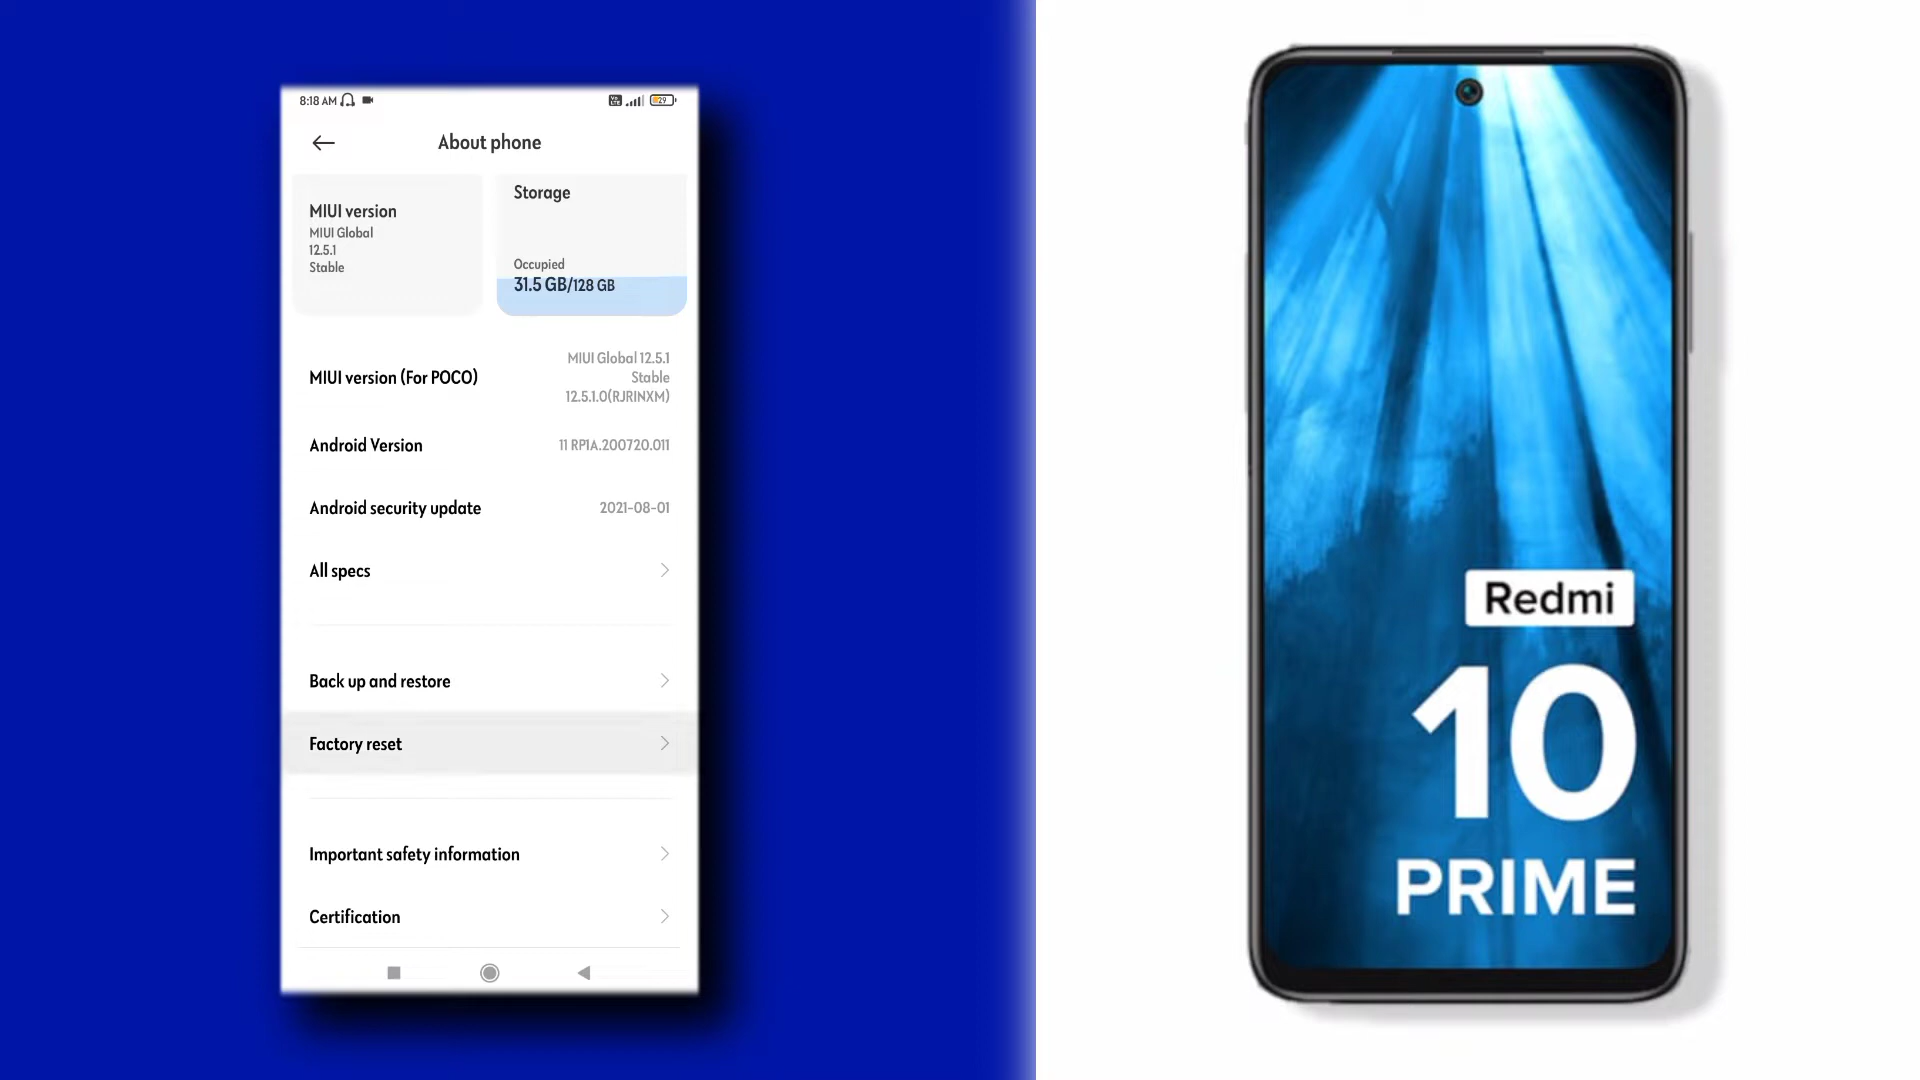 8:18 AM
29
About phone
MIUI version
MIUI Global
12.5.1
Stable
Storage
Occupied
31.5 GB/128 GB
MIUI version (For POCO)
MIUI Global 12.5.1
Stable
12.5.1.0(RJRINXM)
Android Version
11 RP1A.200720.011
Android security update
2021-08-01
All specs
Back up and restore
Factory reset
Important safety information
Certification
Redmi
10
PRIME